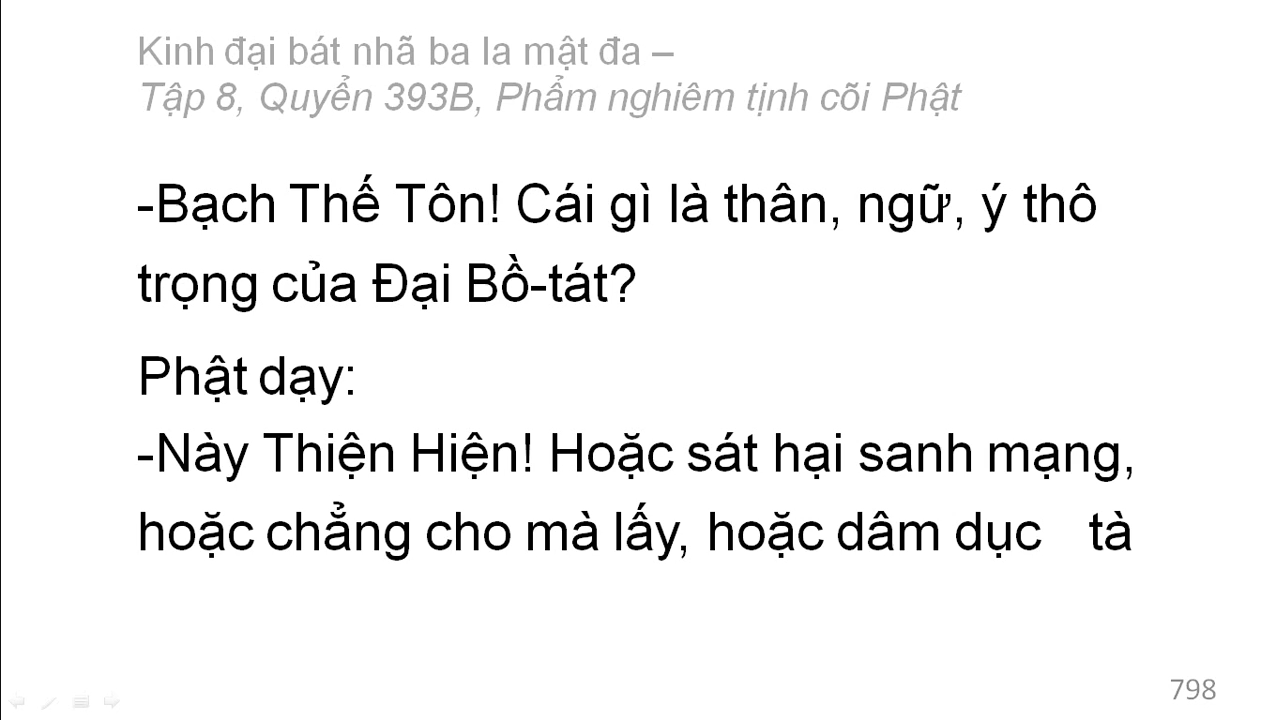 Kinh đại bát nhã ba la mật đa –
Tập 8, Quyển 393B, Phẩm nghiêm tịnh cõi Phật
-Bạch Thế Tôn! Cái gì là thân, ngữ, ý thô
trọng của Đại Bồ-tát?
Phật dạy:
-Này Thiện Hiện! Hoặc sát hại sanh mạng,
hoặc chẳng cho mà lấy, hoặc dâm dục tà
798